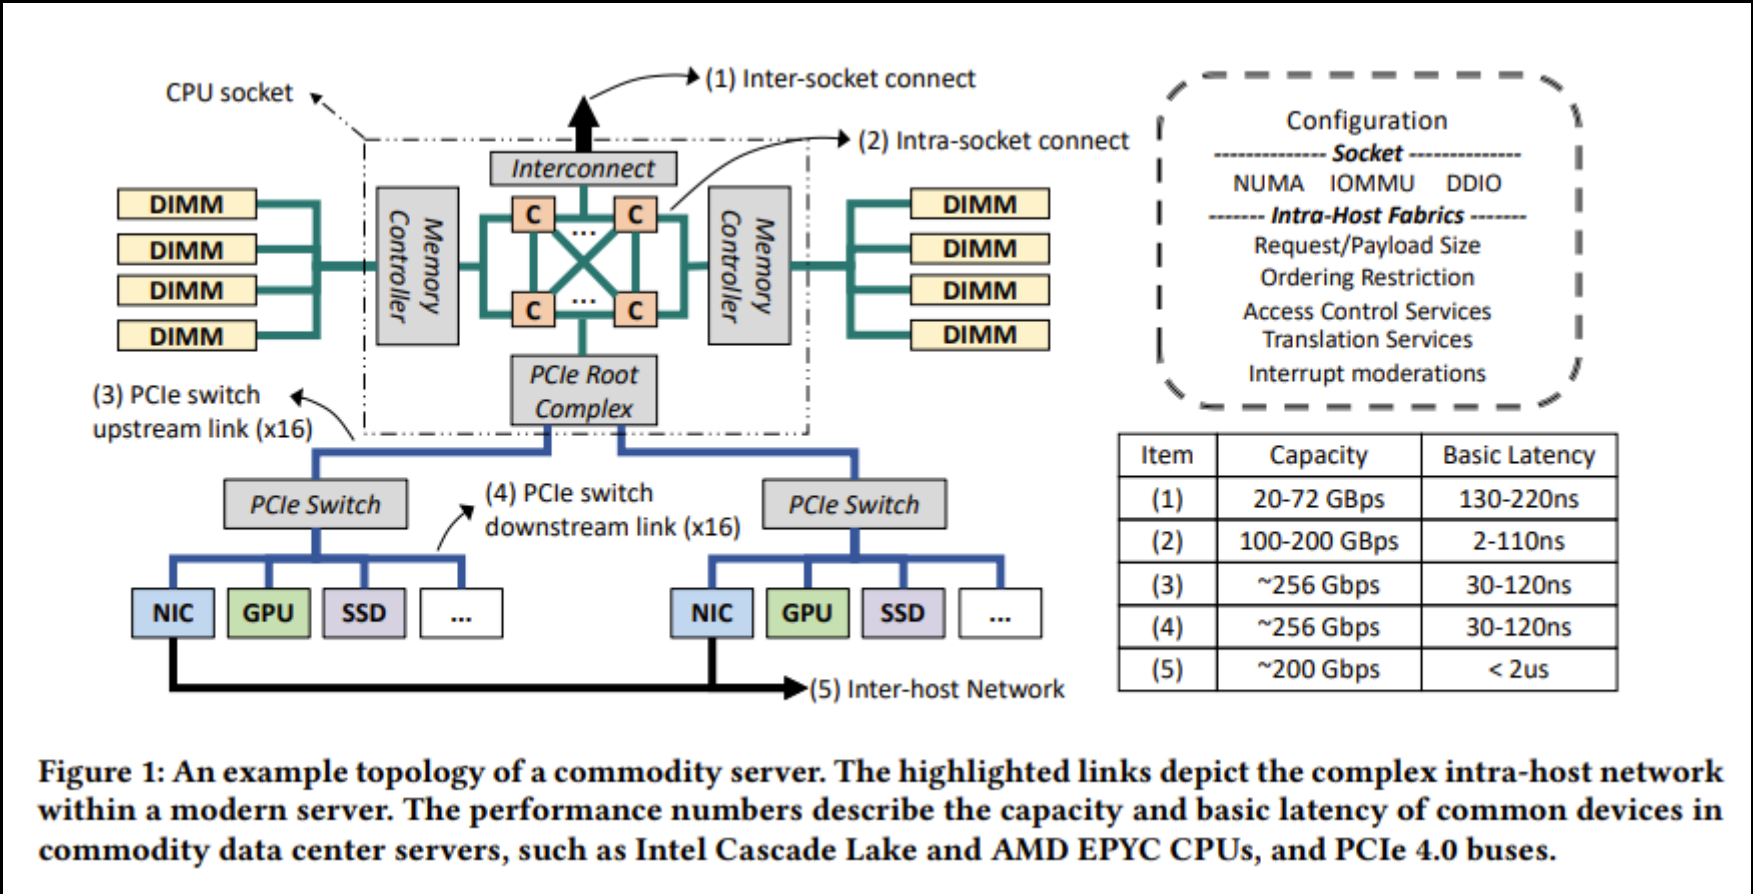 (1) Inter-socket connect
CPU socket
(2) Intra-socket connect
Interconnect
DIMM
DIMM
DIMM
DIMM
Memory
Controller
C
C
...
C
C
...
Memory
Controller
DIMM
DIMM
DIMM
DIMM
PCIe Root
Complex
(3) PCIe switch
upstream link (x16)
PCIe Switch
(4) PCIe switch
downstream link (x16)
PCIe Switch
NIC
GPU
SSD
...
NIC
GPU
SSD
...
(5) Inter-host Network
Configuration
-------------- Socket --------------
NUMA IOMMU DDIO
------- Intra-Host Fabrics -------
Request/Payload Size
Ordering Restriction
Access Control Services
Translation Services
Interrupt moderations
Item Capacity Basic Latency
(1) 20-72 GBps 130-220ns
(2) 100-200 GBps 2-110ns
(3) ~256 Gbps 30-120ns
(4) ~256 Gbps 30-120ns
(5) ~200 Gbps < 2us
Figure 1: An example topology of a commodity server. The highlighted links depict the complex intra-host network
within a modern server. The performance numbers describe the capacity and basic latency of common devices in
commodity data center servers, such as Intel Cascade Lake and AMD EPYC CPUs, and PCIe 4.0 buses.